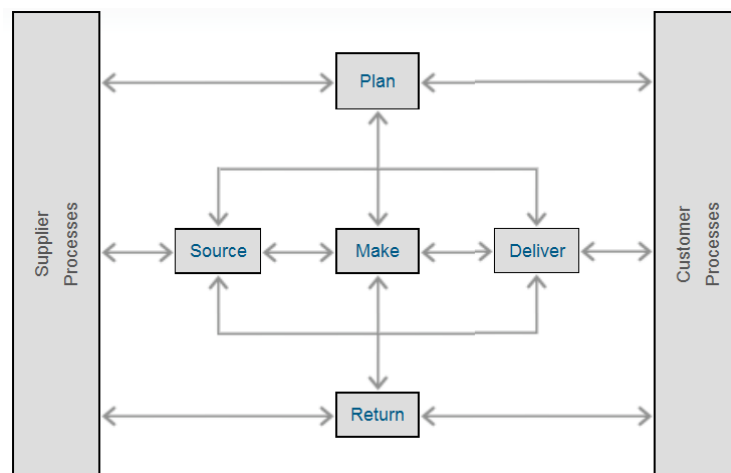 Supplier
Processes
Plan
Source
Make
Deliver
Return
Customer
Processes